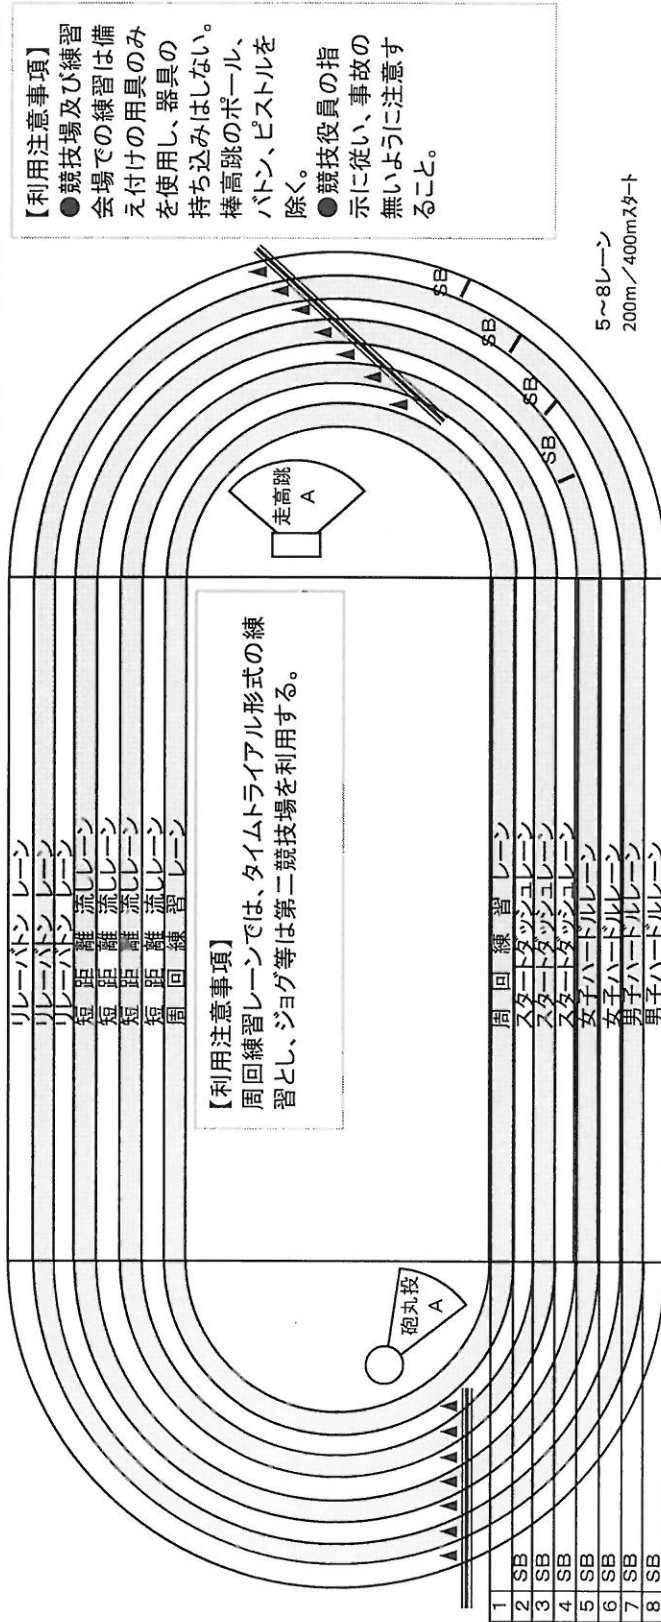 【利用注意事項】
●競技場及び練習
会場での練習は備
え付けの用具のみ
を使用し、器具の
持ち込みはしない。
棒高跳のポール、
バトン、ピストルを
除く。
●競技役員の指
示に従い、事故の
無いように注意す
ること。
リレーバトン レーン
リレーバトン レーン
リレーバトン レーン
短 距 離 流しレーン
短 距 離 流しレーン
短 距 離 流しレーン
短 距 離 流しレーン
周 回 練 習 レーン
【利用注意事項】
周回練習レーンでは、タイムトライアル形式の練
習とし、ジョグ等は第二競技場を利用する。
走高跳
A
砲丸投
A
周 回 練 習 レーン
スタートダッシュレーン
スタートダッシュレーン
スタートダッシュレーン
女子ハードルレーン
女子ハードルレーン
男子ハードルレーン
男子ハードルレーン
1
2 SB
3 SB
4 SB
5 SB
6 SB
7 SB
8 SB
SB
SB
SB
SB
5~8レーン
200m/400mスタート